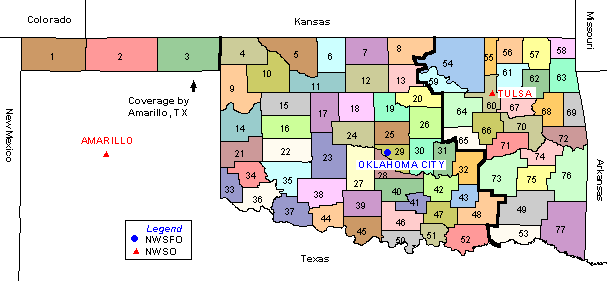 Colorado
Kansas
Missouri
1 2 3 4 5 6 7 8 54 55 56 57 58
9 10 11 12 13 59 61 62 63
Coverage by
Amarillo, TX
TULSA
14 15 16 17 18 19 20 60 67 68 69
24 25 26 64 66 70
New Mexico
AMARILLO
21 22 23 29 30 31 65 71 72
OKLAHOMA CITY
33 34 35 28 32 73 74 75 76
Arkansas
36 37 38 39 40 41 42 43
44 45 46 48 49 77
50 51 52 53
Legend
NWSFO
NWSO
Texas